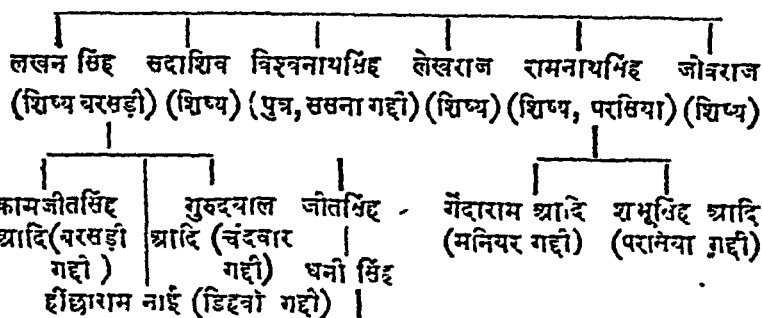 लखन सिंह सदाशिव विश्वनाथसिंह लेखराज रामनाथसिंह जोवराज
(शिष्य बरसड़ी) (शिष्य) (पुत्र, ससना गद्दी) (शिष्य) (शिष्य, परसिया) (शिष्य)
कामजीतसिंह गुरुदयाल जीतसिंह गेंदाराम आदि शभूसिंह आदि
आदि(बरसड़ी आदि (चंदवार (मनियर गद्दी) (परसिया गद्दी)
गद्दी) गद्दी) धनी सिंह
हींछाराम नाई (डिहवाँ गद्दी)